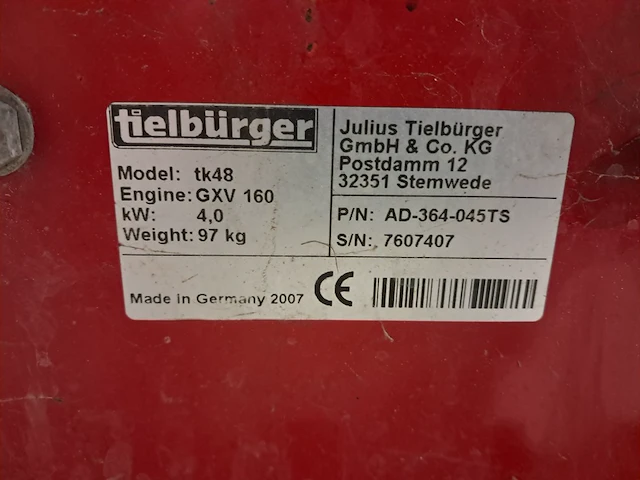 tielbürger
Model: tk48
Engine: GXV 160
kW: 4,0
Weight: 97 kg
Julius Tielbürger
GmbH & Co. KG
Postdamm 12
32351 Stemwede
P/N: AD-364-045TS
S/N: 7607407
Made in Germany 2007 CE